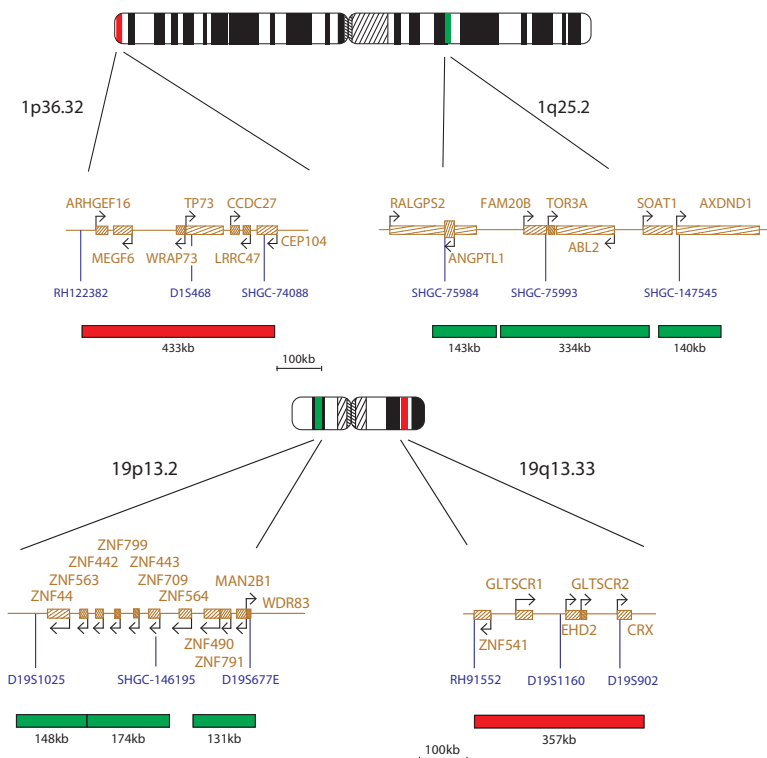 1p36.32
1q25.2
ARHGEF16
TP73
CCDC27
CEP104
MEGF6
WRAP73
LRRC47
RH122382
D1S468
SHGC-74088
433kb
100kb
RALGPS2
FAM20B
TOR3A
SOAT1
AXDND1
ANGPTL1
ABL2
SHGC-75984
SHGC-75993
SHGC-147545
143kb
334kb
140kb
19p13.2
19q13.33
ZNF799
ZNF442
ZNF443
ZNF563
ZNF709
MAN2B1
ZNF44
ZNF564
WDR83
ZNF490
ZNF791
D19S1025
SHGC-146195
D19S677E
148kb
174kb
131kb
GLTSCR1
GLTSCR2
ZNF541
EHD2
CRX
RH91552
D19S1160
D19S902
357kb
100kb